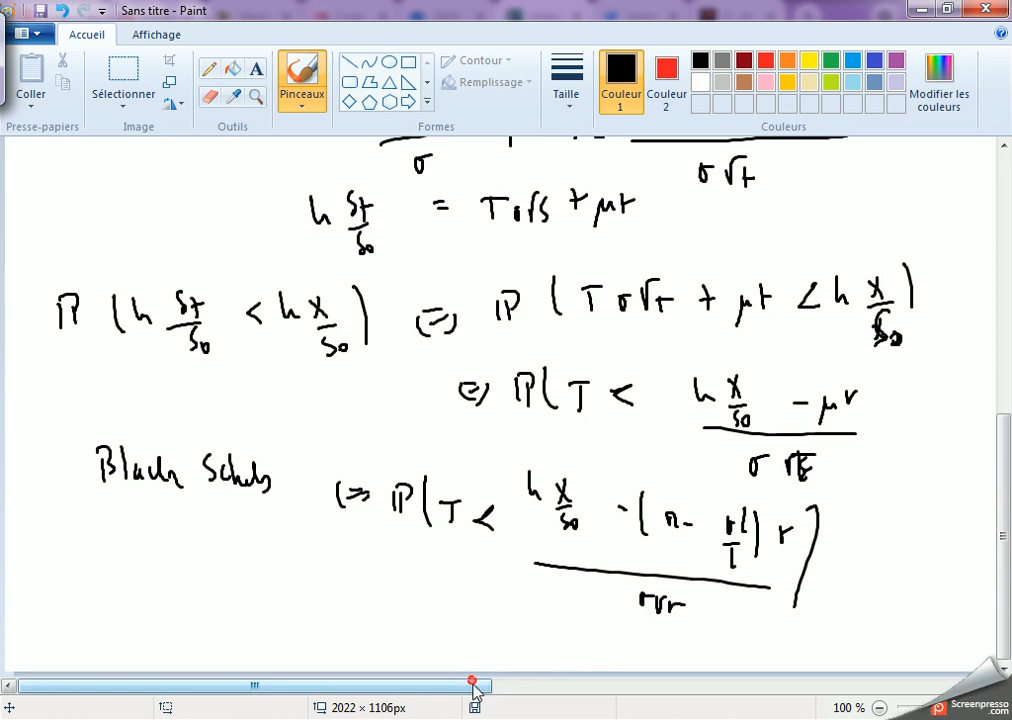 Sans titre - Paint
Accueil Affichage
Coller
Sélectionner
Pinceaux
Contour
Remplissage
Taille
Couleur 1
Couleur 2
Modifier les couleurs
Presse-papiers Image Outils Formes Couleurs
σ σ √t
ln St/S0 = T σ √t + μt
ℙ (ln St/S0 < ln X/S0) ⟺ ℙ (T σ √t + μt < ln X/S0)
⟺ ℙ(T < ln X/S0 - μt
σ √t
Black Scholes ⟺ ℙ(T < ln X/S0 - (r - σ²/2) t)
σ√t
2022 × 1106px 100 %
Screenpresso.com